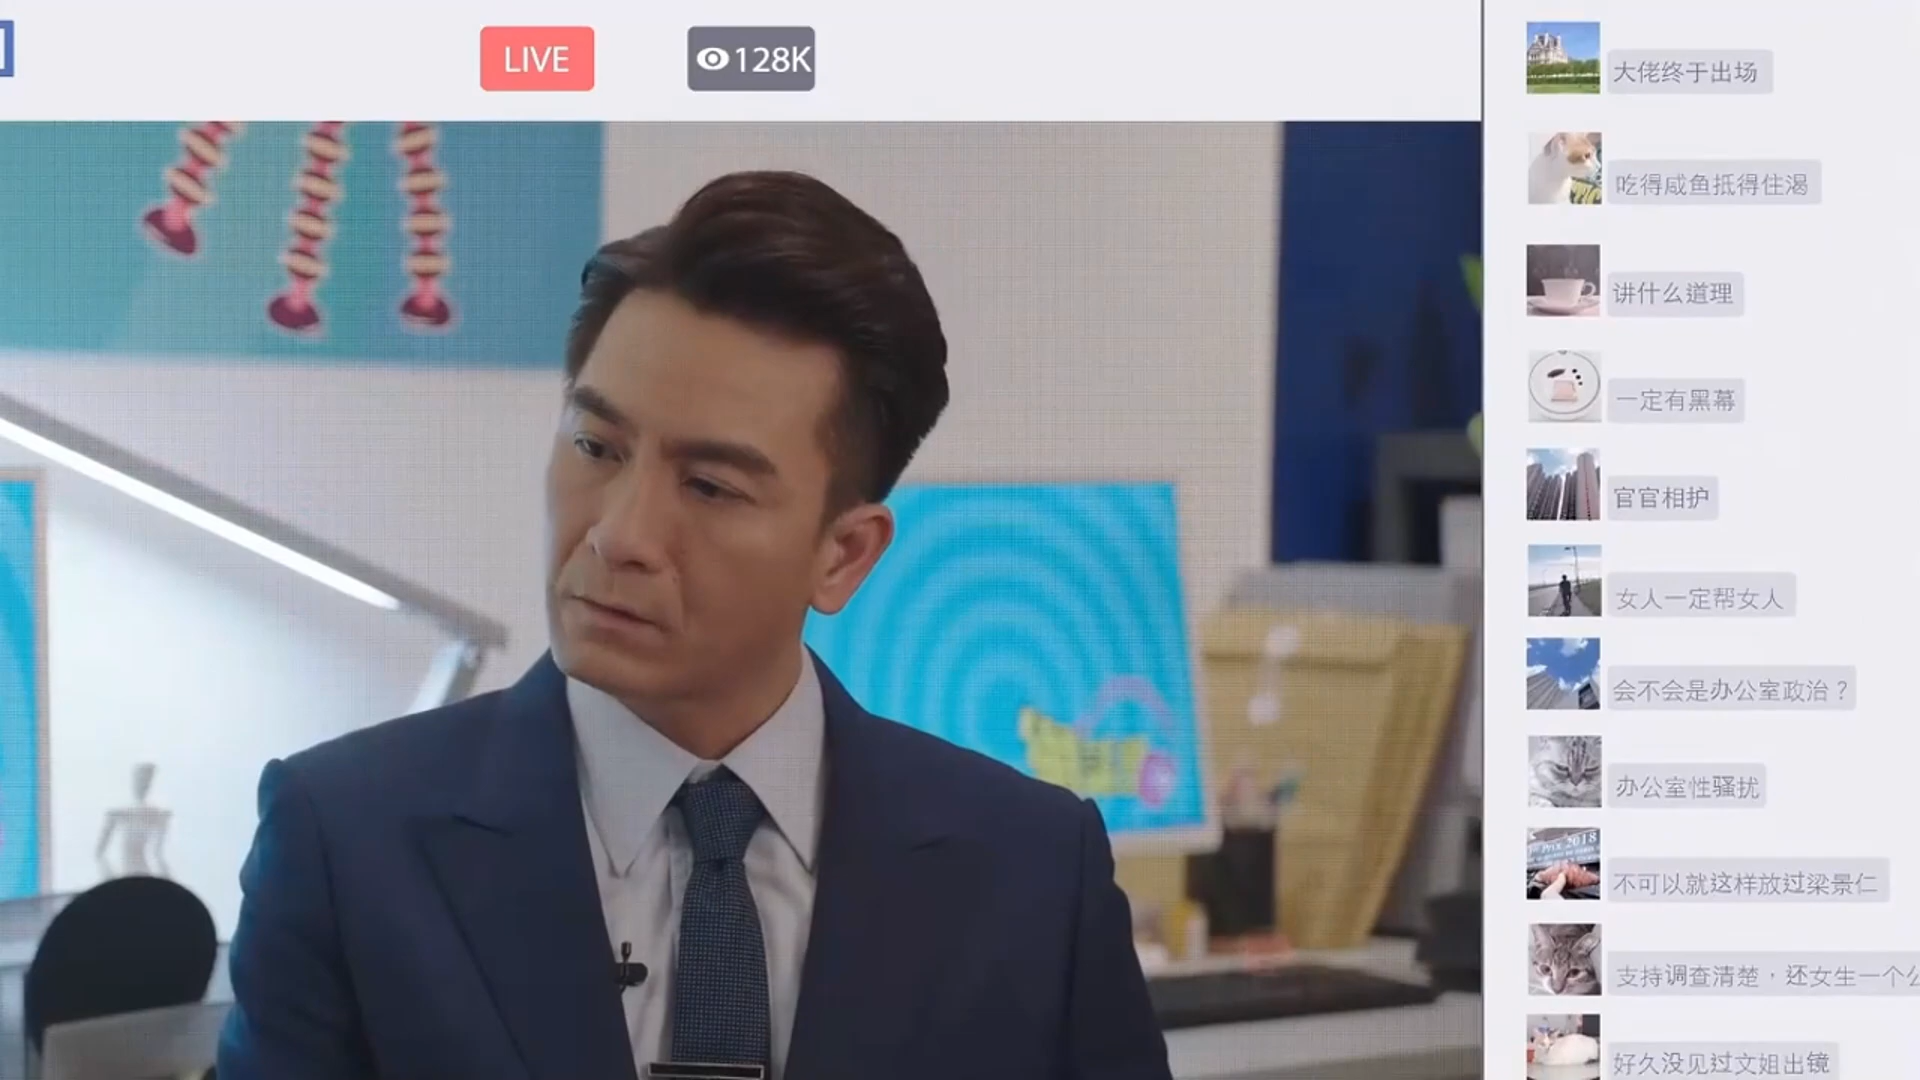 LIVE
128K
大佬终于出场
吃得咸鱼抵得住渴
讲什么道理
一定有黑幕
官官相护
女人一定帮女人
会不会是办公室政治？
办公室性骚扰
2018
不可以就这样放过梁景仁
支持调查清楚，还女生一个公
好久没见过文姐出镜